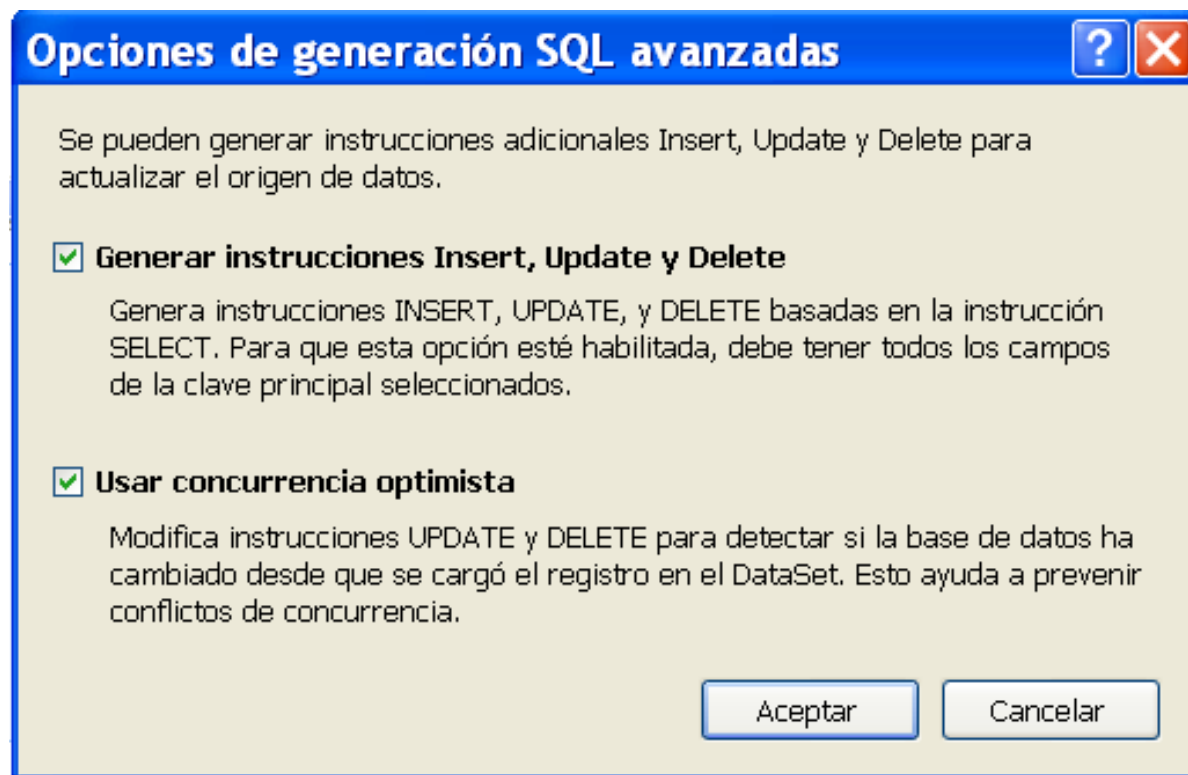 Opciones de generación SQL avanzadas
Se pueden generar instrucciones adicionales Insert, Update y Delete para
actualizar el origen de datos.
Generar instrucciones Insert, Update y Delete
Genera instrucciones INSERT, UPDATE, y DELETE basadas en la instrucción
SELECT. Para que esta opción esté habilitada, debe tener todos los campos
de la clave principal seleccionados.
Usar concurrencia optimista
Modifica instrucciones UPDATE y DELETE para detectar si la base de datos ha
cambiado desde que se cargó el registro en el DataSet. Esto ayuda a prevenir
conflictos de concurrencia.
Aceptar
Cancelar